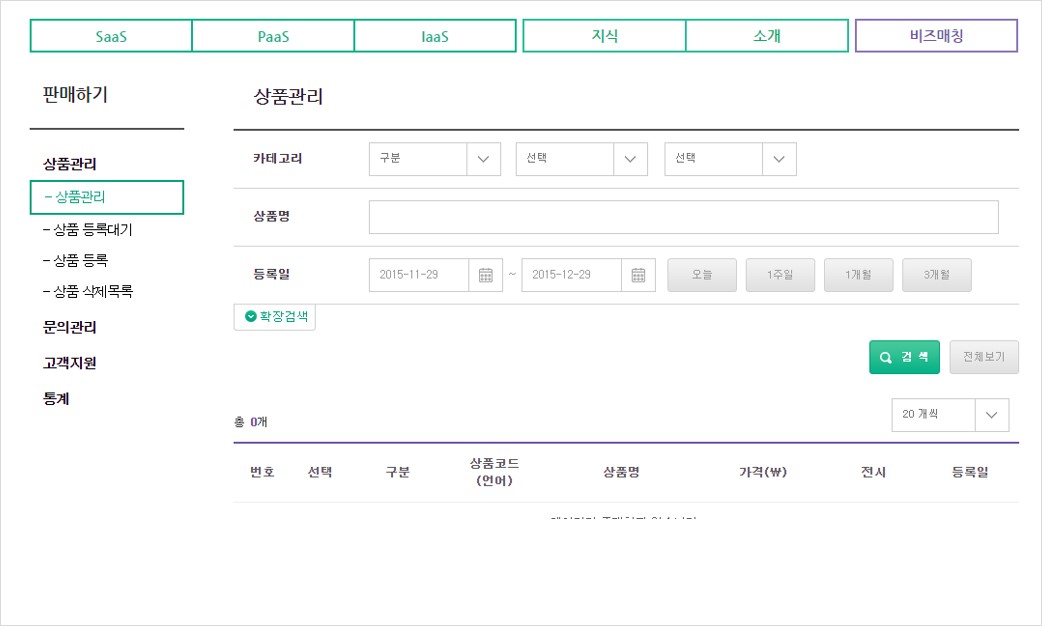 SaaS PaaS IaaS 지식 소개 비즈매칭
판매하기
상품관리
- 상품관리
- 상품 등록대기
- 상품 등록
- 상품 삭제목록
문의관리
고객지원
통계
상품관리
카테고리 구분 선택 선택
상품명
등록일 2015-11-29 ~ 2015-12-29 오늘 1주일 1개월 3개월
확장검색
검 색 전체보기
총 0개 20 개씩
번호 선택 구분 상품코드 (언어) 상품명 가격(₩) 전시 등록일